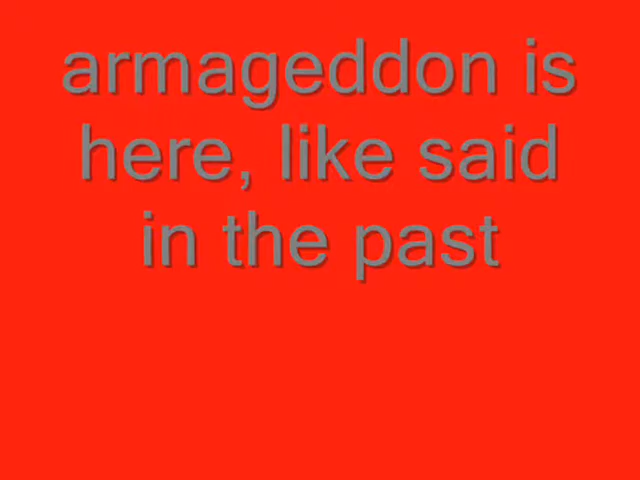 armageddon is
here, like said
in the past